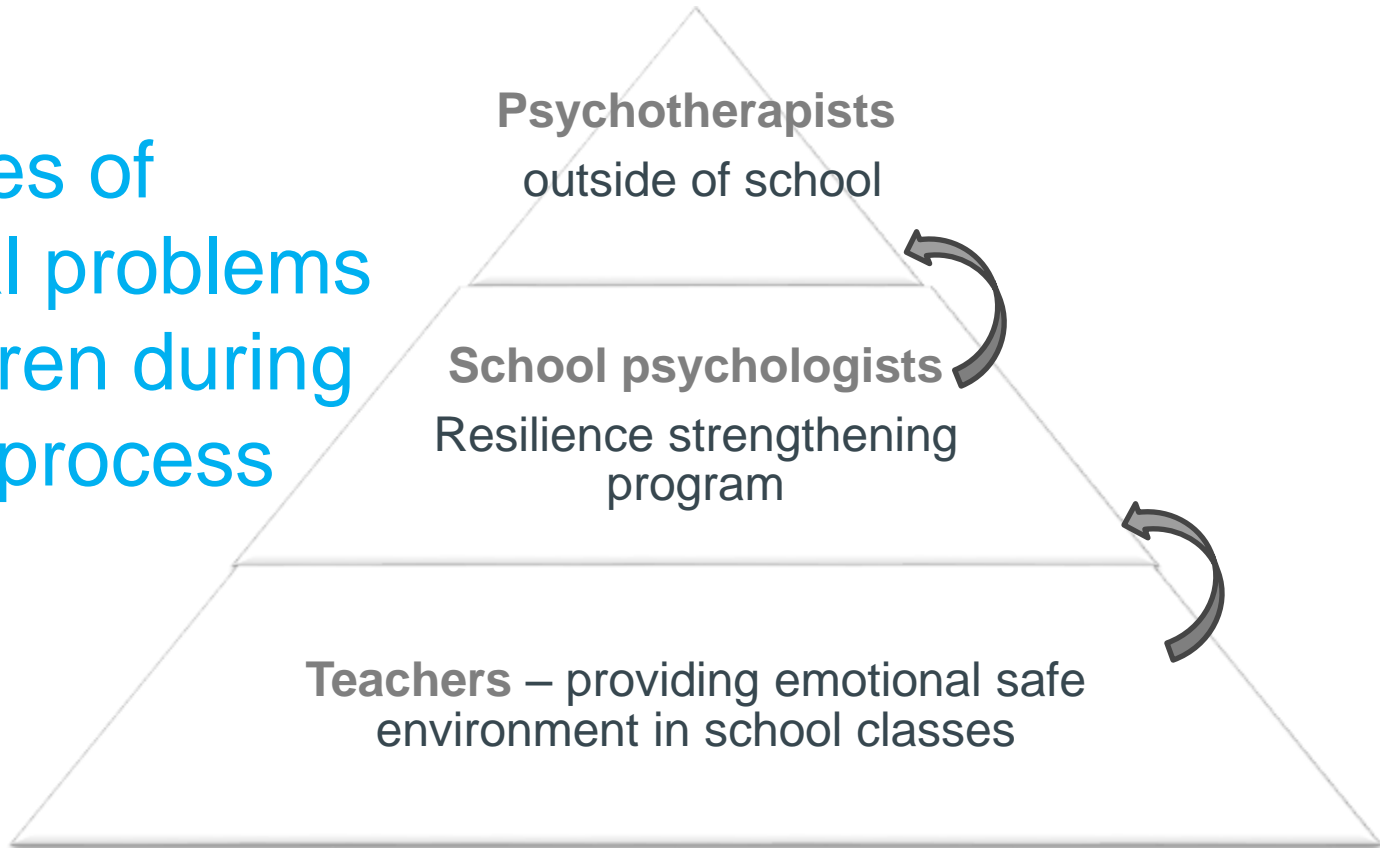 es of
l problems
ren during
process
Psychotherapists
outside of school
School psychologists
Resilience strengthening
program
Teachers – providing emotional safe
environment in school classes